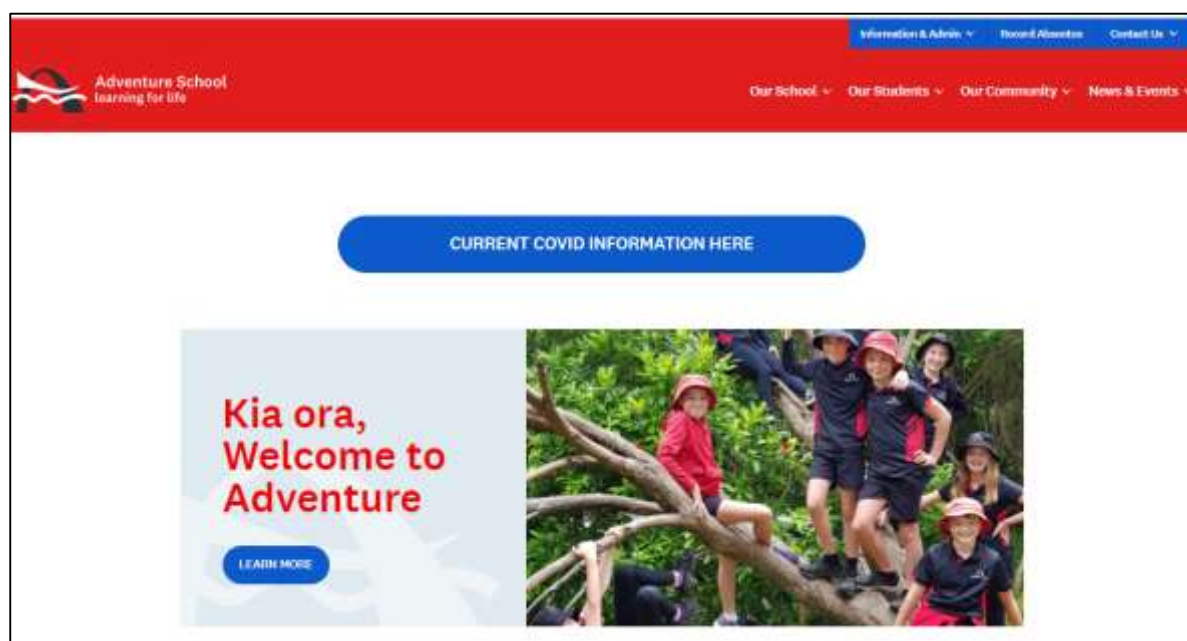 Information & Admin
Record Absentee
Contact Us
Adventure School
learning for life
Our School
Our Students
Our Community
News & Events
CURRENT COVID INFORMATION HERE
Kia ora,
Welcome to
Adventure
LEARN MORE